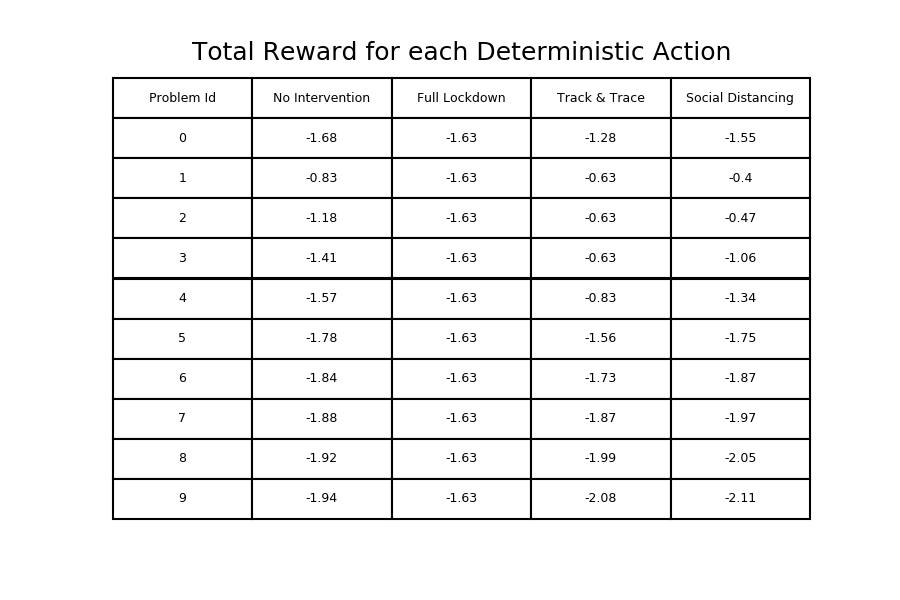 Total Reward for each Deterministic Action
Problem Id No Intervention Full Lockdown Track & Trace Social Distancing
0 -1.68 -1.63 -1.28 -1.55
1 -0.83 -1.63 -0.63 -0.4
2 -1.18 -1.63 -0.63 -0.47
3 -1.41 -1.63 -0.63 -1.06
4 -1.57 -1.63 -0.83 -1.34
5 -1.78 -1.63 -1.56 -1.75
6 -1.84 -1.63 -1.73 -1.87
7 -1.88 -1.63 -1.87 -1.97
8 -1.92 -1.63 -1.99 -2.05
9 -1.94 -1.63 -2.08 -2.11